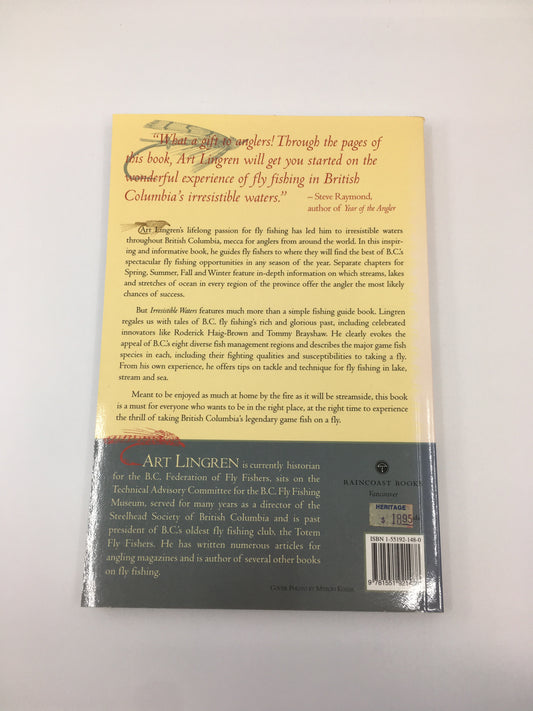 “What a gift to anglers! Through the pages of
this book, Art Lingren will get you started on the
wonderful experience of fly fishing in British
Columbia's irresistible waters.”
– Steve Raymond,
author of Year of the Angler
Art Lingren's lifelong passion for fly fishing has led him to irresistible waters
throughout British Columbia, mecca for anglers from around the world. In this inspir-
ing and informative book, he guides fly fishers to where they will find the best of B.C.'s
spectacular fly fishing opportunities in any season of the year. Separate chapters for
Spring, Summer, Fall and Winter feature in-depth information on which streams, lakes
and stretches of ocean in every region of the province offer the angler the most likely
chances of success.
But Irresistible Waters features much more than a simple fishing guide book. Lingren
regales us with tales of B.C. fly fishing's rich and glorious past, including celebrated
innovators like Roderick Haig-Brown and Tommy Brayshaw. He clearly evokes the
appeal of B.C.'s eight diverse fish management regions and describes the major game fish
species in each, including their fighting qualities and susceptibilities to taking a fly.
From his own experience, he offers tips on tackle and technique for fly fishing in lake,
stream and sea.
Meant to be enjoyed as much at home by the fire as it will be streamside, this book
is a must for everyone who wants to be in the right place, at the right time to experience
the thrill of taking British Columbia's legendary game fish on a fly.
ART LINGREN is currently historian
for the B.C. Federation of Fly Fishers, sits on the
Technical Advisory Committee for the B.C. Fly Fishing
Museum, served for many years as a director of the
Steelhead Society of British Columbia and is past
president of B.C.'s oldest fly fishing club, the Totem
Fly Fishers. He has written numerous articles for
angling magazines and is author of several other books
on fly fishing.
RAINCOAST BOOKS
Vancouver
HERITAGE
$ 1895
ISBN 1-55192-148-0
COVER PHOTO BY MYRON KOZAK